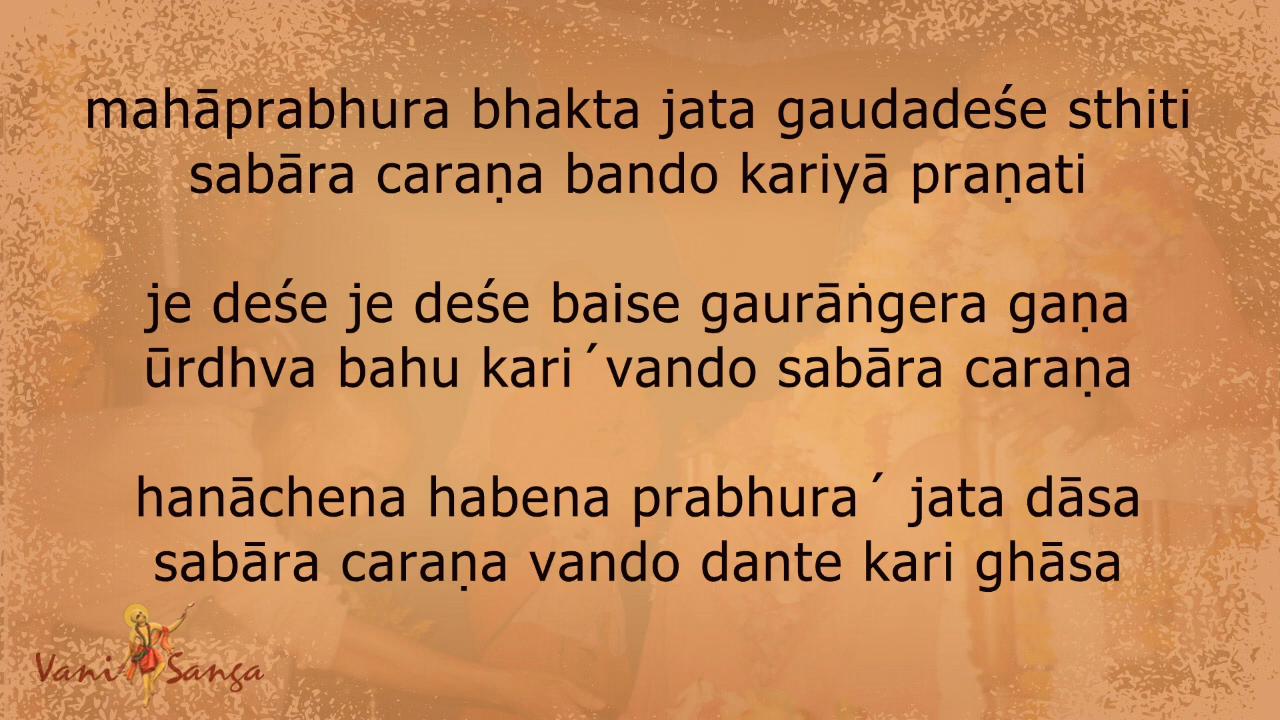 mahāprabhura bhakta jata gaudadeśe sthiti
sabāra caraṇa bando kariyā praṇati
je deśe je deśe baise gaurāṅgera gaṇa
ūrdhva bahu kari´vando sabāra caraṇa
hanāchena habena prabhura´ jata dāsa
sabāra caraṇa vando dante kari ghāsa
Vani Sanga